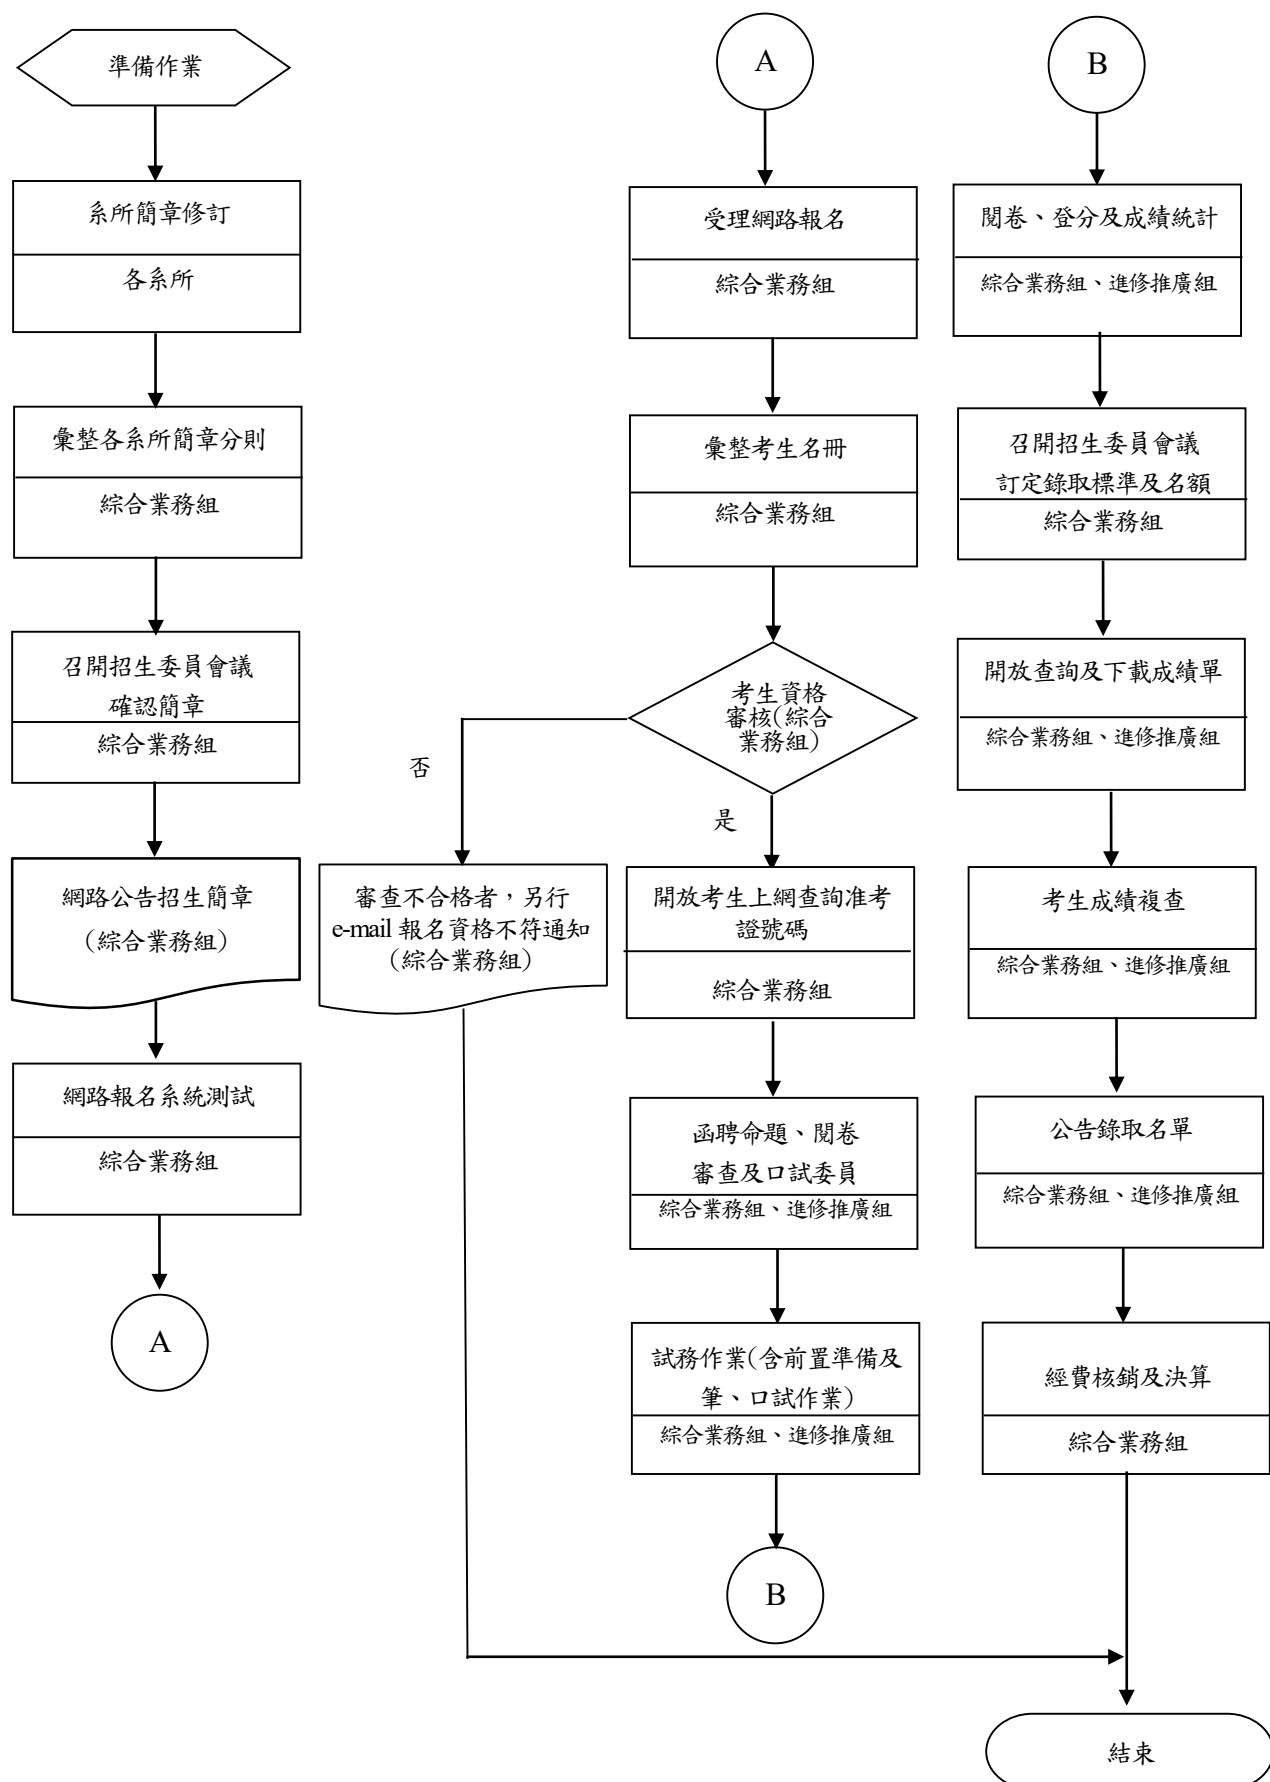 準備作業
系所簡章修訂
各系所
彙整各系所簡章分則
綜合業務組
召開招生委員會議
確認簡章
綜合業務組
網路公告招生簡章
(綜合業務組)
網路報名系統測試
綜合業務組
A
A
受理網路報名
綜合業務組
彙整考生名冊
綜合業務組
考生資格
審核(綜合
業務組)
否
是
審查不合格者，另行
e-mail 報名資格不符通知
(綜合業務組)
開放考生上網查詢准考
證號碼
綜合業務組
函聘命題、閱卷
審查及口試委員
綜合業務組、進修推廣組
試務作業(含前置準備及
筆、口試作業)
綜合業務組、進修推廣組
B
B
閱卷、登分及成績統計
綜合業務組、進修推廣組
召開招生委員會議
訂定錄取標準及名額
綜合業務組
開放查詢及下載成績單
綜合業務組、進修推廣組
考生成績複查
綜合業務組、進修推廣組
公告錄取名單
綜合業務組、進修推廣組
經費核銷及決算
綜合業務組
結束